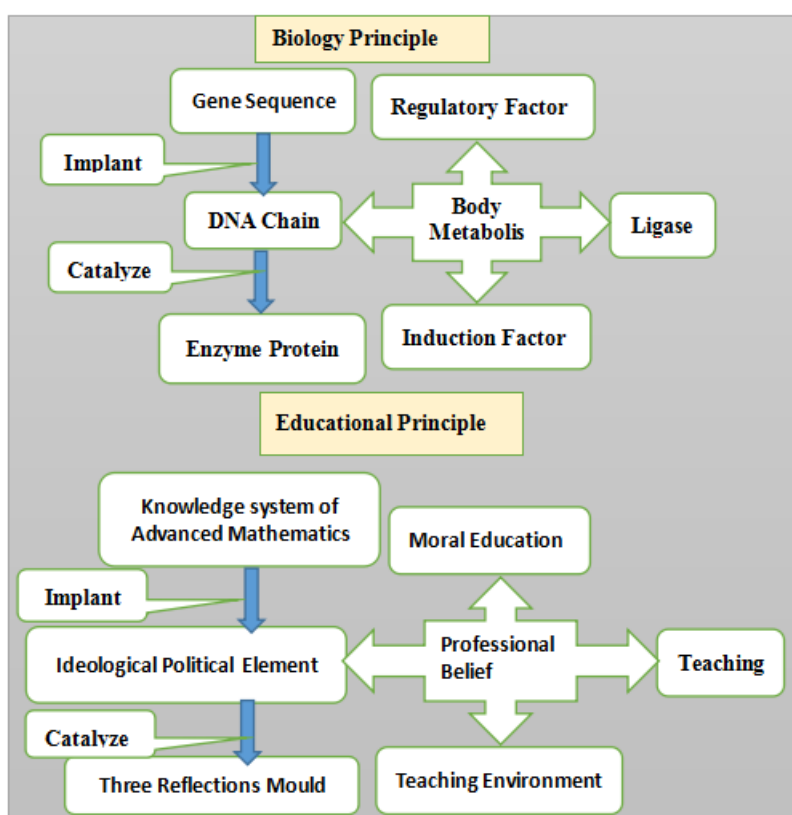 Biology Principle
Gene Sequence
Regulatory Factor
Implant
DNA Chain
Body
Metabolis
Ligase
Catalyze
Enzyme Protein
Induction Factor
Educational Principle
Knowledge system of
Advanced Mathematics
Moral Education
Implant
Ideological Political Element
Professional
Belief
Teaching
Catalyze
Three Reflections Mould
Teaching Environment